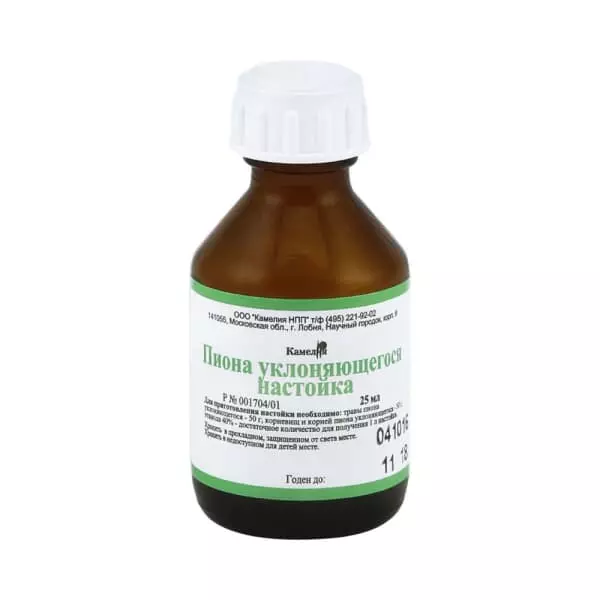 ООО "Камелия НПП" т/ф (495) 221-92-02
141055, Московская обл., г. Лобня, Научный городок, корп. 9
Камелия
Пиона уклоняющегося
настойка
Р № 001704/01 25 мл
Для приготовления настойки необходимо: травы пиона
уклоняющегося - 50 г, корневищ и корней пиона уклоняющегося - 50 г,
этанола 40% - достаточное количество для получения 1 л настойки
Хранить в прохладном, защищенном от света месте.
Хранить в недоступном для детей месте.
041016
11 18
Годен до: